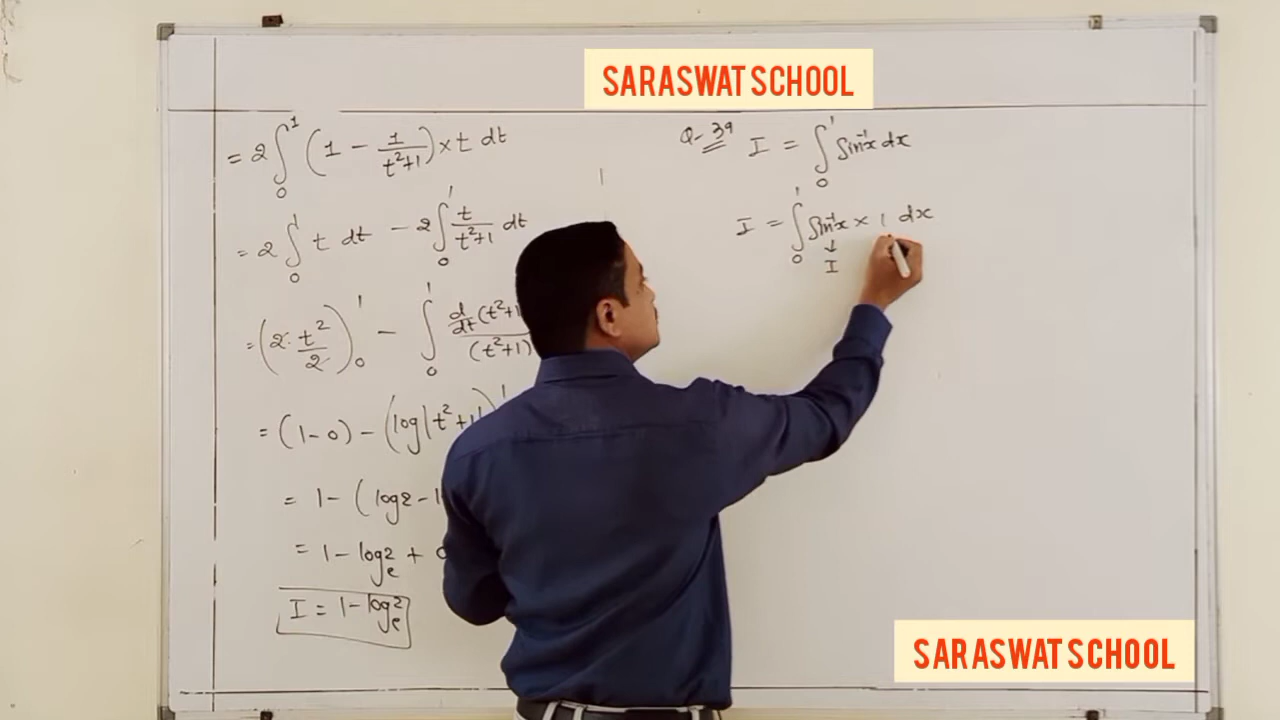 SARASWAT SCHOOL
= 2 ∫₀¹ (1 − 1/(t²+1)) × t dt
= 2 ∫₀¹ t dt − 2 ∫₀¹ t/(t²+1) dt
= (2· t²/2)₀¹ − ∫₀¹ d/dt (t²+1 / (t²+1)
= (1−0) − (log|t²+1|)¹
= 1 − (log2 −
= 1 − logₑ2 +
I = 1 − logₑ2
Q-39 I = ∫₀¹ Sin⁻¹x dx
I = ∫₀¹ Sin⁻¹x × 1 dx
↓
I
SARASWAT SCHOOL